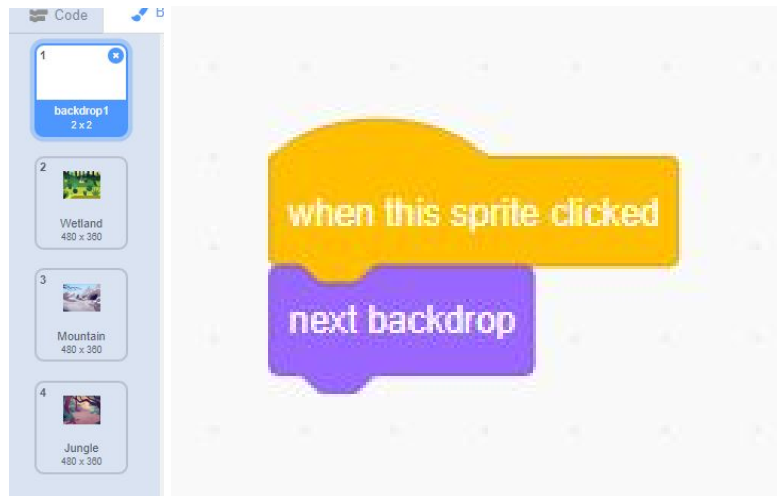 Code
B
1
backdrop1
2 x 2
2
Wetland
480 x 360
3
Mountain
480 x 360
4
Jungle
480 x 360
when this sprite clicked
next backdrop